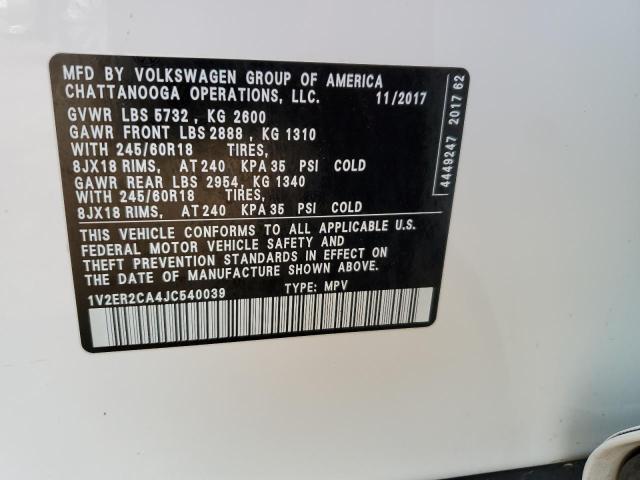 MFD BY VOLKSWAGEN GROUP OF AMERICA
CHATTANOOGA OPERATIONS, LLC. 11/2017
GVWR LBS 5732 , KG 2600
GAWR FRONT LBS 2888 , KG 1310
WITH 245/60R18 TIRES,
8JX18 RIMS, AT 240 KPA 35 PSI COLD
GAWR REAR LBS 2954, KG 1340
WITH 245/60R18 TIRES,
8JX18 RIMS, AT 240 KPA 35 PSI COLD
THIS VEHICLE CONFORMS TO ALL APPLICABLE U.S.
FEDERAL MOTOR VEHICLE SAFETY AND
THEFT PREVENTION STANDARDS IN EFFECT ON
THE DATE OF MANUFACTURE SHOWN ABOVE.
1V2ER2CA4JC540039 TYPE: MPV
4449247 2017 62